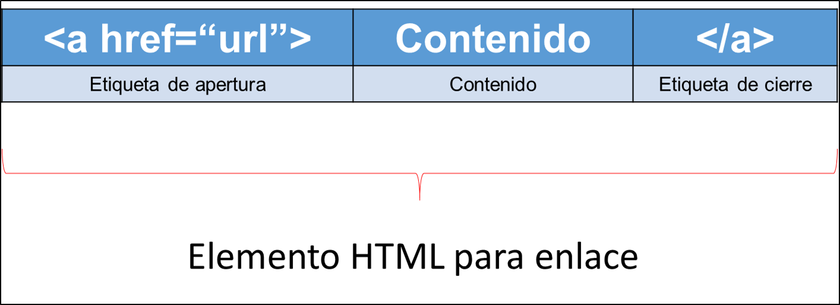 <a href=“url”> Contenido </a>
Etiqueta de apertura Contenido Etiqueta de cierre
Elemento HTML para enlace